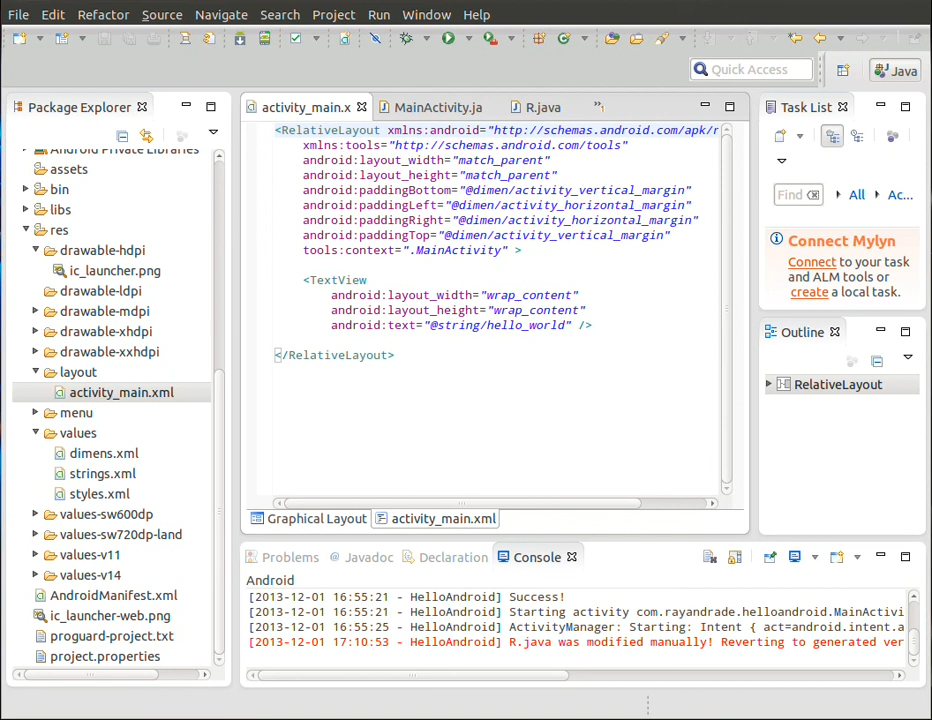 File Edit Refactor Source Navigate Search Project Run Window Help
Quick Access
Java
Package Explorer
Android Private Libraries
assets
bin
libs
res
drawable-hdpi
ic_launcher.png
drawable-ldpi
drawable-mdpi
drawable-xhdpi
drawable-xxhdpi
layout
activity_main.xml
menu
values
dimens.xml
strings.xml
styles.xml
values-sw600dp
values-sw720dp-land
values-v11
values-v14
AndroidManifest.xml
ic_launcher-web.png
proguard-project.txt
project.properties
activity_main.x MainActivity.ja R.java »1
<RelativeLayout xmlns:android="http://schemas.android.com/apk/r
xmlns:tools="http://schemas.android.com/tools"
android:layout_width="match_parent"
android:layout_height="match_parent"
android:paddingBottom="@dimen/activity_vertical_margin"
android:paddingLeft="@dimen/activity_horizontal_margin"
android:paddingRight="@dimen/activity_horizontal_margin"
android:paddingTop="@dimen/activity_vertical_margin"
tools:context=".MainActivity" >
<TextView
android:layout_width="wrap_content"
android:layout_height="wrap_content"
android:text="@string/hello_world" />
</RelativeLayout>
Graphical Layout activity_main.xml
Task List
Find All Ac...
Connect Mylyn
Connect to your task
and ALM tools or
create a local task.
Outline
RelativeLayout
Problems @ Javadoc Declaration Console
Android
[2013-12-01 16:55:21 - HelloAndroid] Success!
[2013-12-01 16:55:21 - HelloAndroid] Starting activity com.rayandrade.helloandroid.MainActivi
[2013-12-01 16:55:25 - HelloAndroid] ActivityManager: Starting: Intent { act=android.intent.a
[2013-12-01 17:10:53 - HelloAndroid] R.java was modified manually! Reverting to generated ver